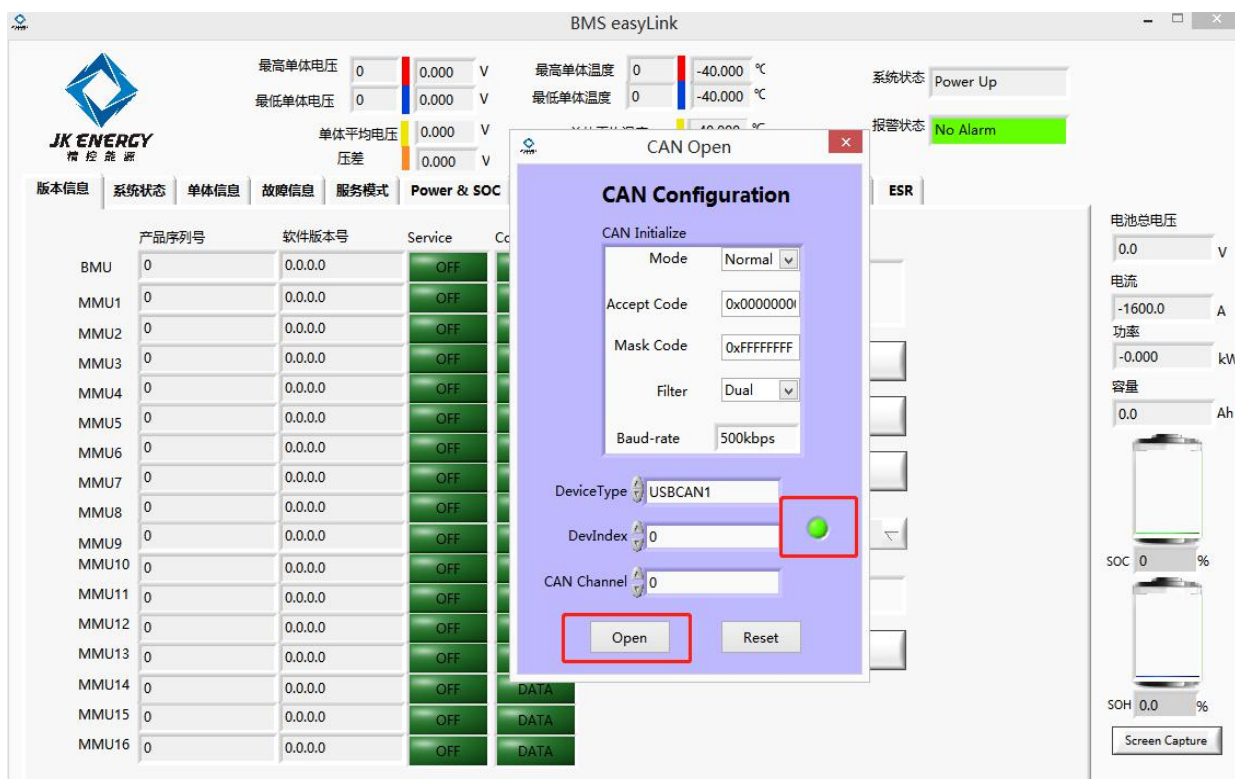 BMS easyLink
最高单体电压 0 0.000 V 最高单体温度 0 -40.000 ℃
系统状态 Power Up
最低单体电压 0 0.000 V 最低单体温度 0 -40.000 ℃
单体平均电压 0.000 V
报警状态 No Alarm
压差 0.000 V
JK ENERGY
精控能源
版本信息 系统状态 单体信息 故障信息 服务模式 Power & SOC ESR
产品序列号 软件版本号 Service
BMU 0 0.0.0.0 OFF
MMU1 0 0.0.0.0 OFF
MMU2 0 0.0.0.0 OFF
MMU3 0 0.0.0.0 OFF
MMU4 0 0.0.0.0 OFF
MMU5 0 0.0.0.0 OFF
MMU6 0 0.0.0.0 OFF
MMU7 0 0.0.0.0 OFF
MMU8 0 0.0.0.0 OFF
MMU9 0 0.0.0.0 OFF
MMU10 0 0.0.0.0 OFF
MMU11 0 0.0.0.0 OFF
MMU12 0 0.0.0.0 OFF
MMU13 0 0.0.0.0 OFF
MMU14 0 0.0.0.0 OFF DATA
MMU15 0 0.0.0.0 OFF DATA
MMU16 0 0.0.0.0 OFF DATA
CAN Open
CAN Configuration
CAN Initialize
Mode Normal
Accept Code 0x0000000
Mask Code 0xFFFFFFFF
Filter Dual
Baud-rate 500kbps
DeviceType USBCAN1
DevIndex 0
CAN Channel 0
Open Reset
电池总电压
0.0 V
电流
-1600.0 A
功率
-0.000 kW
容量
0.0 Ah
SOC 0 %
SOH 0.0 %
Screen Capture